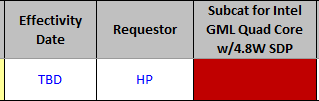 Effectivity Date
Requestor
Subcat for Intel GML Quad Core w/4.8W SDP
TBD
HP